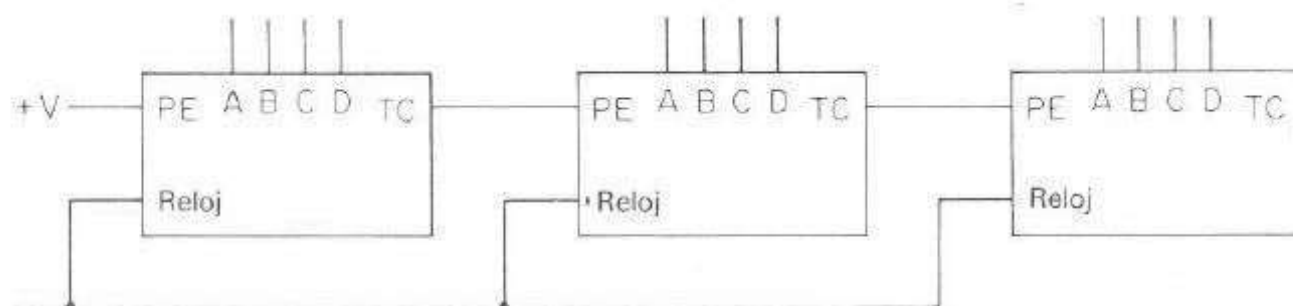 +V PE A B C D TC PE A B C D TC PE A B C D TC
Reloj Reloj Reloj